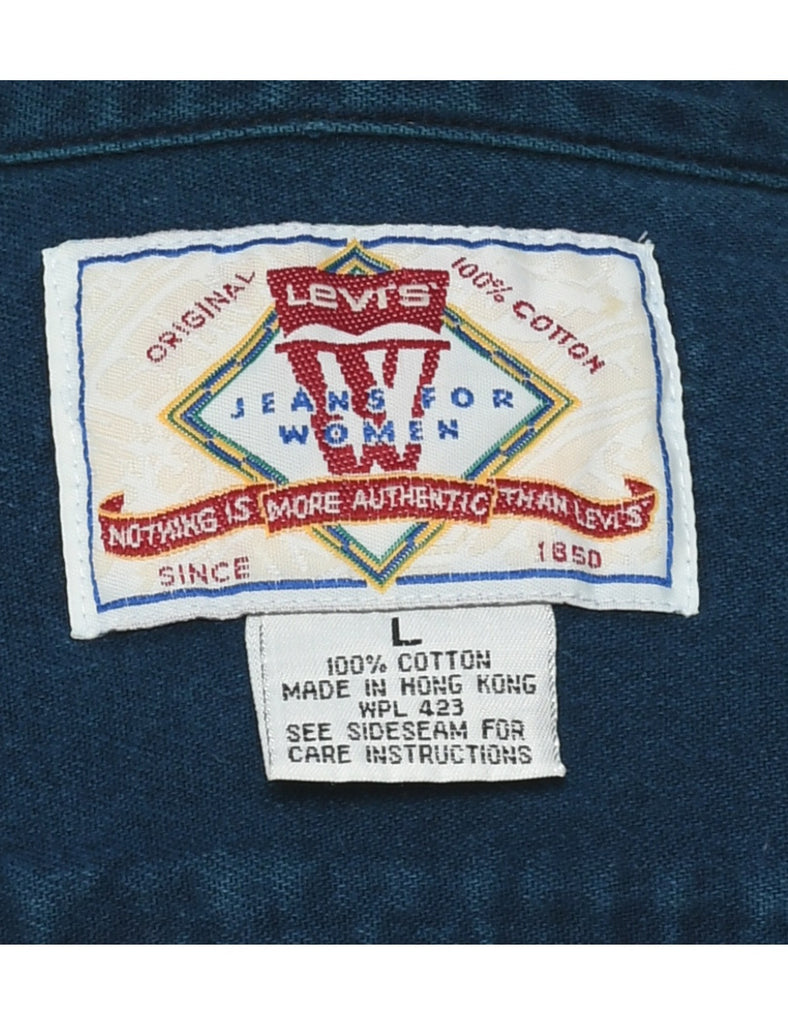 ORIGINAL
LEVI'S
100% COTTON
W
JEANS FOR
WOMEN
NOTHING IS MORE AUTHENTIC THAN LEVI'S
SINCE 1850
L
100% COTTON
MADE IN HONG KONG
WPL 423
SEE SIDESEAM FOR
CARE INSTRUCTIONS